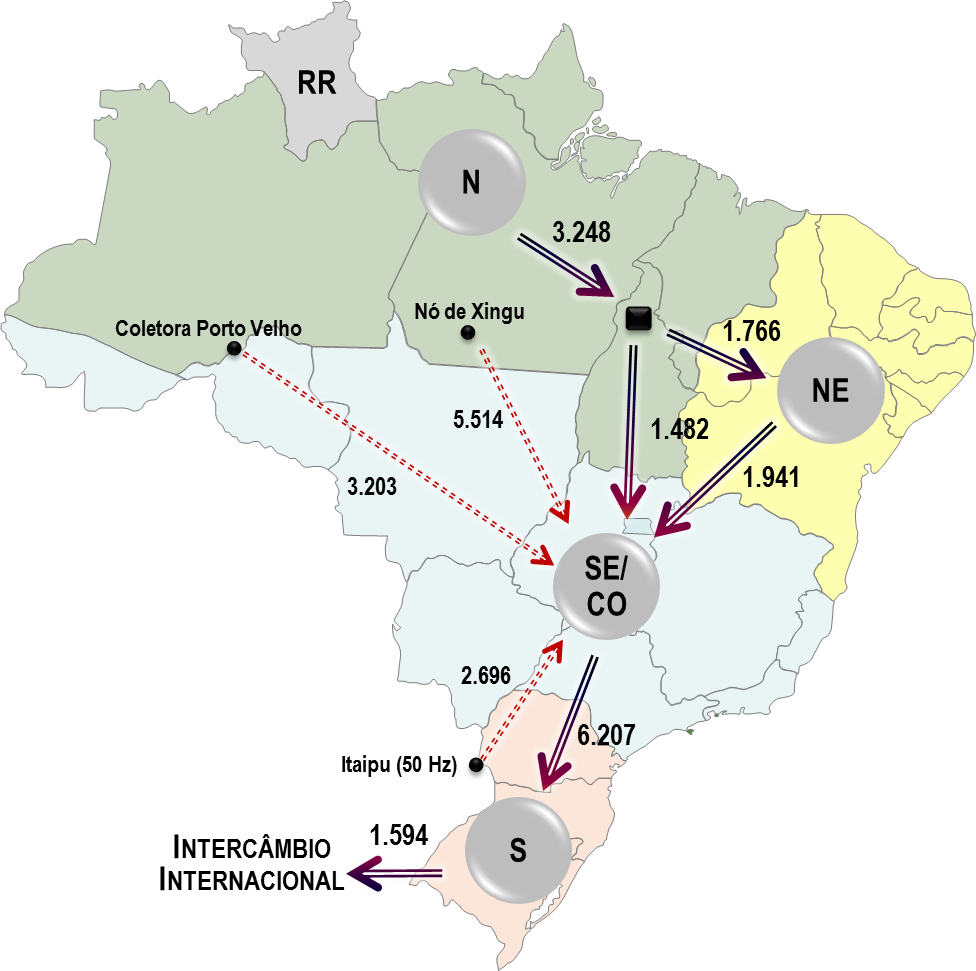 RR
N
3.248
Nó de Xingu
Coletora Porto Velho
1.766
NE
5.514
1.482
1.941
3.203
SE/
CO
2.696
6.207
Itaipu (50 Hz)
1.594
S
INTERCÂMBIO
INTERNACIONAL